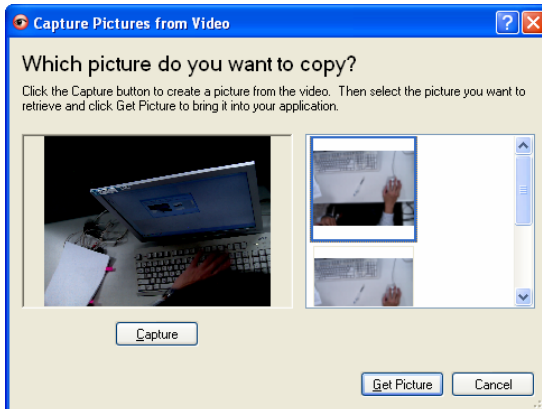 Capture Pictures from Video
Which picture do you want to copy?
Click the Capture button to create a picture from the video. Then select the picture you want to
retrieve and click Get Picture to bring it into your application.
Capture
Get Picture
Cancel